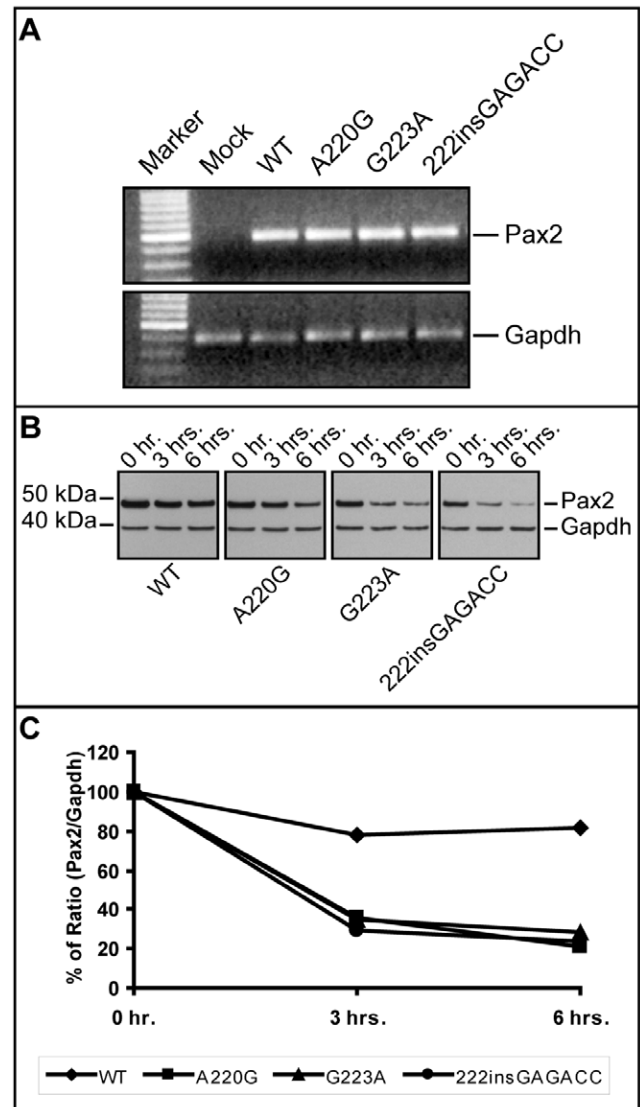 A
Marker Mock WT A220G G223A 222insGAGACC
Pax2
Gapdh
B
0 hr. 3 hrs. 6 hrs. 0 hr. 3 hrs. 6 hrs. 0 hr. 3 hrs. 6 hrs. 0 hr. 3 hrs. 6 hrs.
50 kDa
Pax2
40 kDa
Gapdh
WT A220G G223A 222insGAGACC
C
% of Ratio (Pax2/Gapdh)
120
100
80
60
40
20
0
0 hr. 3 hrs. 6 hrs.
WT A220G G223A 222insGAGACC